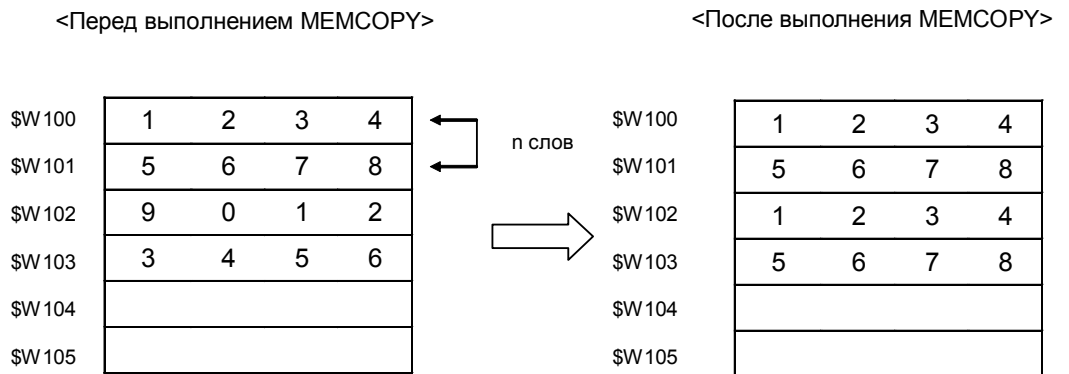 <Перед выполнением MEMCOPY> <После выполнения MEMCOPY>
$W100 1 2 3 4 $W100 1 2 3 4
n слов
$W101 5 6 7 8 $W101 5 6 7 8
$W102 9 0 1 2 $W102 1 2 3 4
$W103 3 4 5 6 $W103 5 6 7 8
$W104 $W104
$W105 $W105